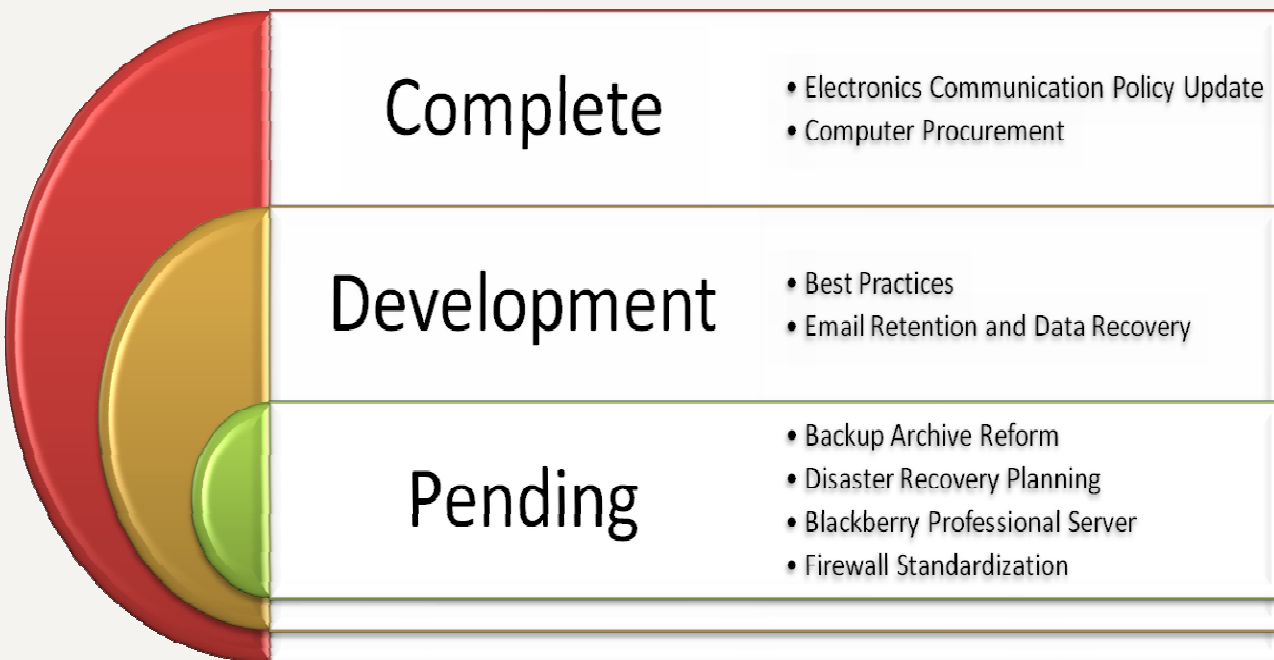 Complete
• Electronics Communication Policy Update
• Computer Procurement
Development
• Best Practices
• Email Retention and Data Recovery
Pending
• Backup Archive Reform
• Disaster Recovery Planning
• Blackberry Professional Server
• Firewall Standardization